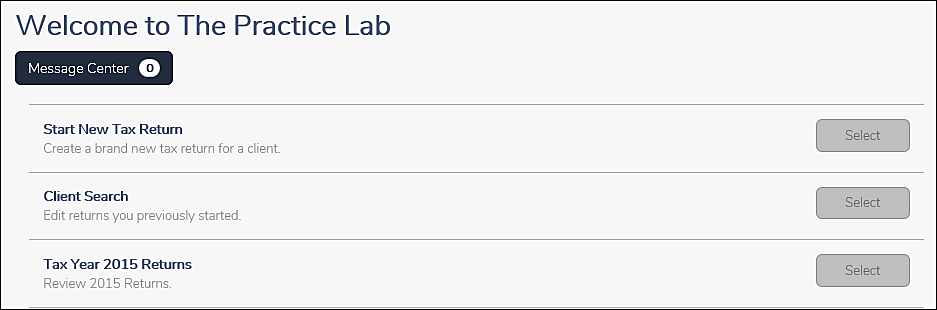 Welcome to The Practice Lab
Message Center 0
Start New Tax Return
Create a brand new tax return for a client.
Select
Client Search
Edit returns you previously started.
Select
Tax Year 2015 Returns
Review 2015 Returns.
Select